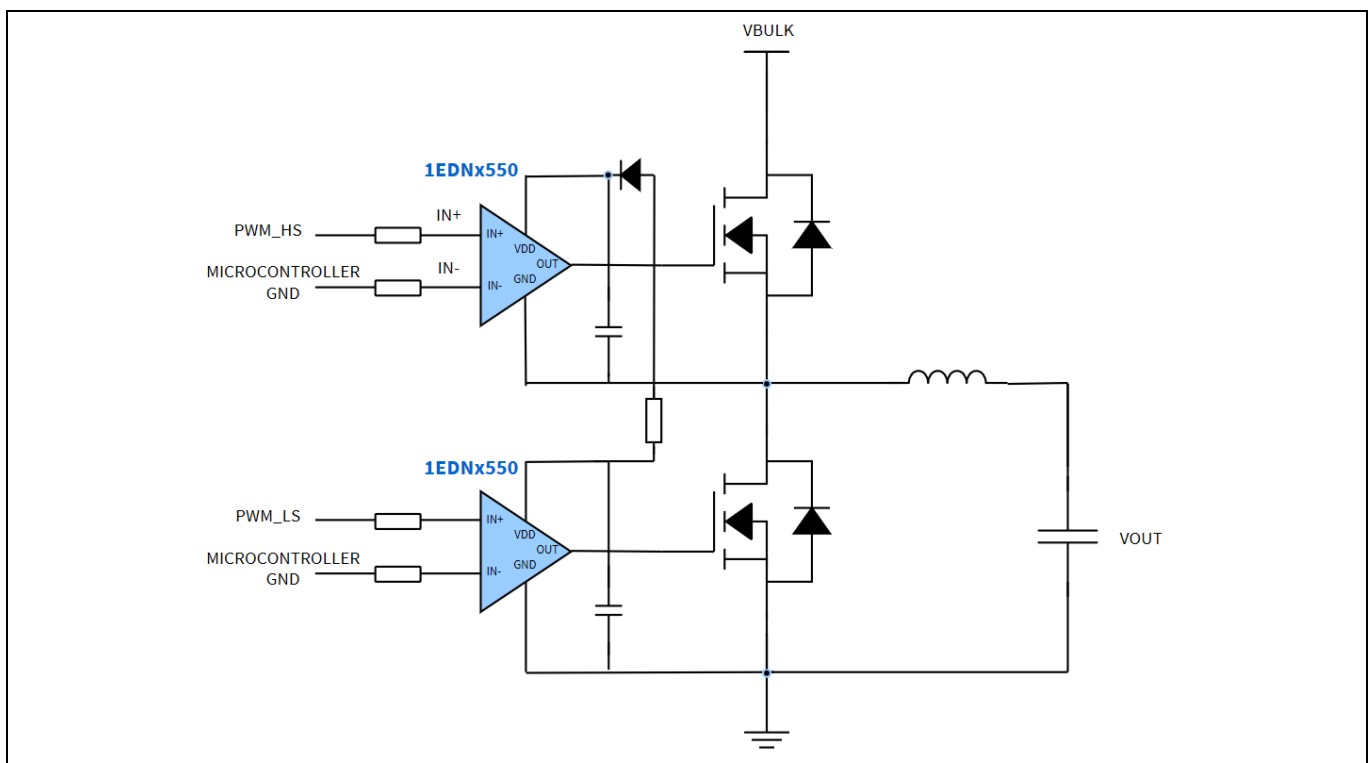 VBULK
1EDNx550
IN+
PWM_HS
IN+
VDD
OUT
MICROCONTROLLER
GND
IN-
GND
IN-
1EDNx550
PWM_LS
IN+
VDD
OUT
MICROCONTROLLER
GND
GND
IN-
VOUT